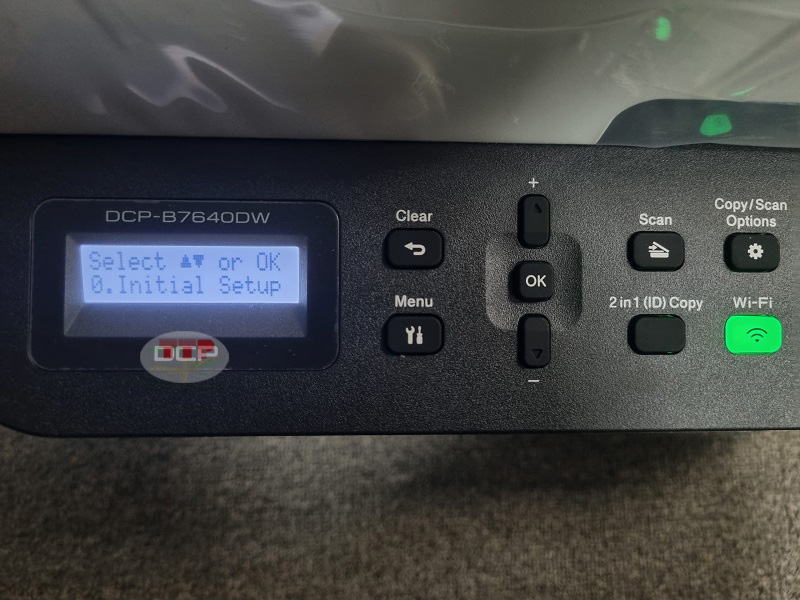 DCP-B7640DW
Select ▲▼ or OK
0.Initial Setup
DCP
Clear
Menu
+
OK
−
Scan
Copy/Scan
Options
2 in 1 (ID) Copy
Wi-Fi